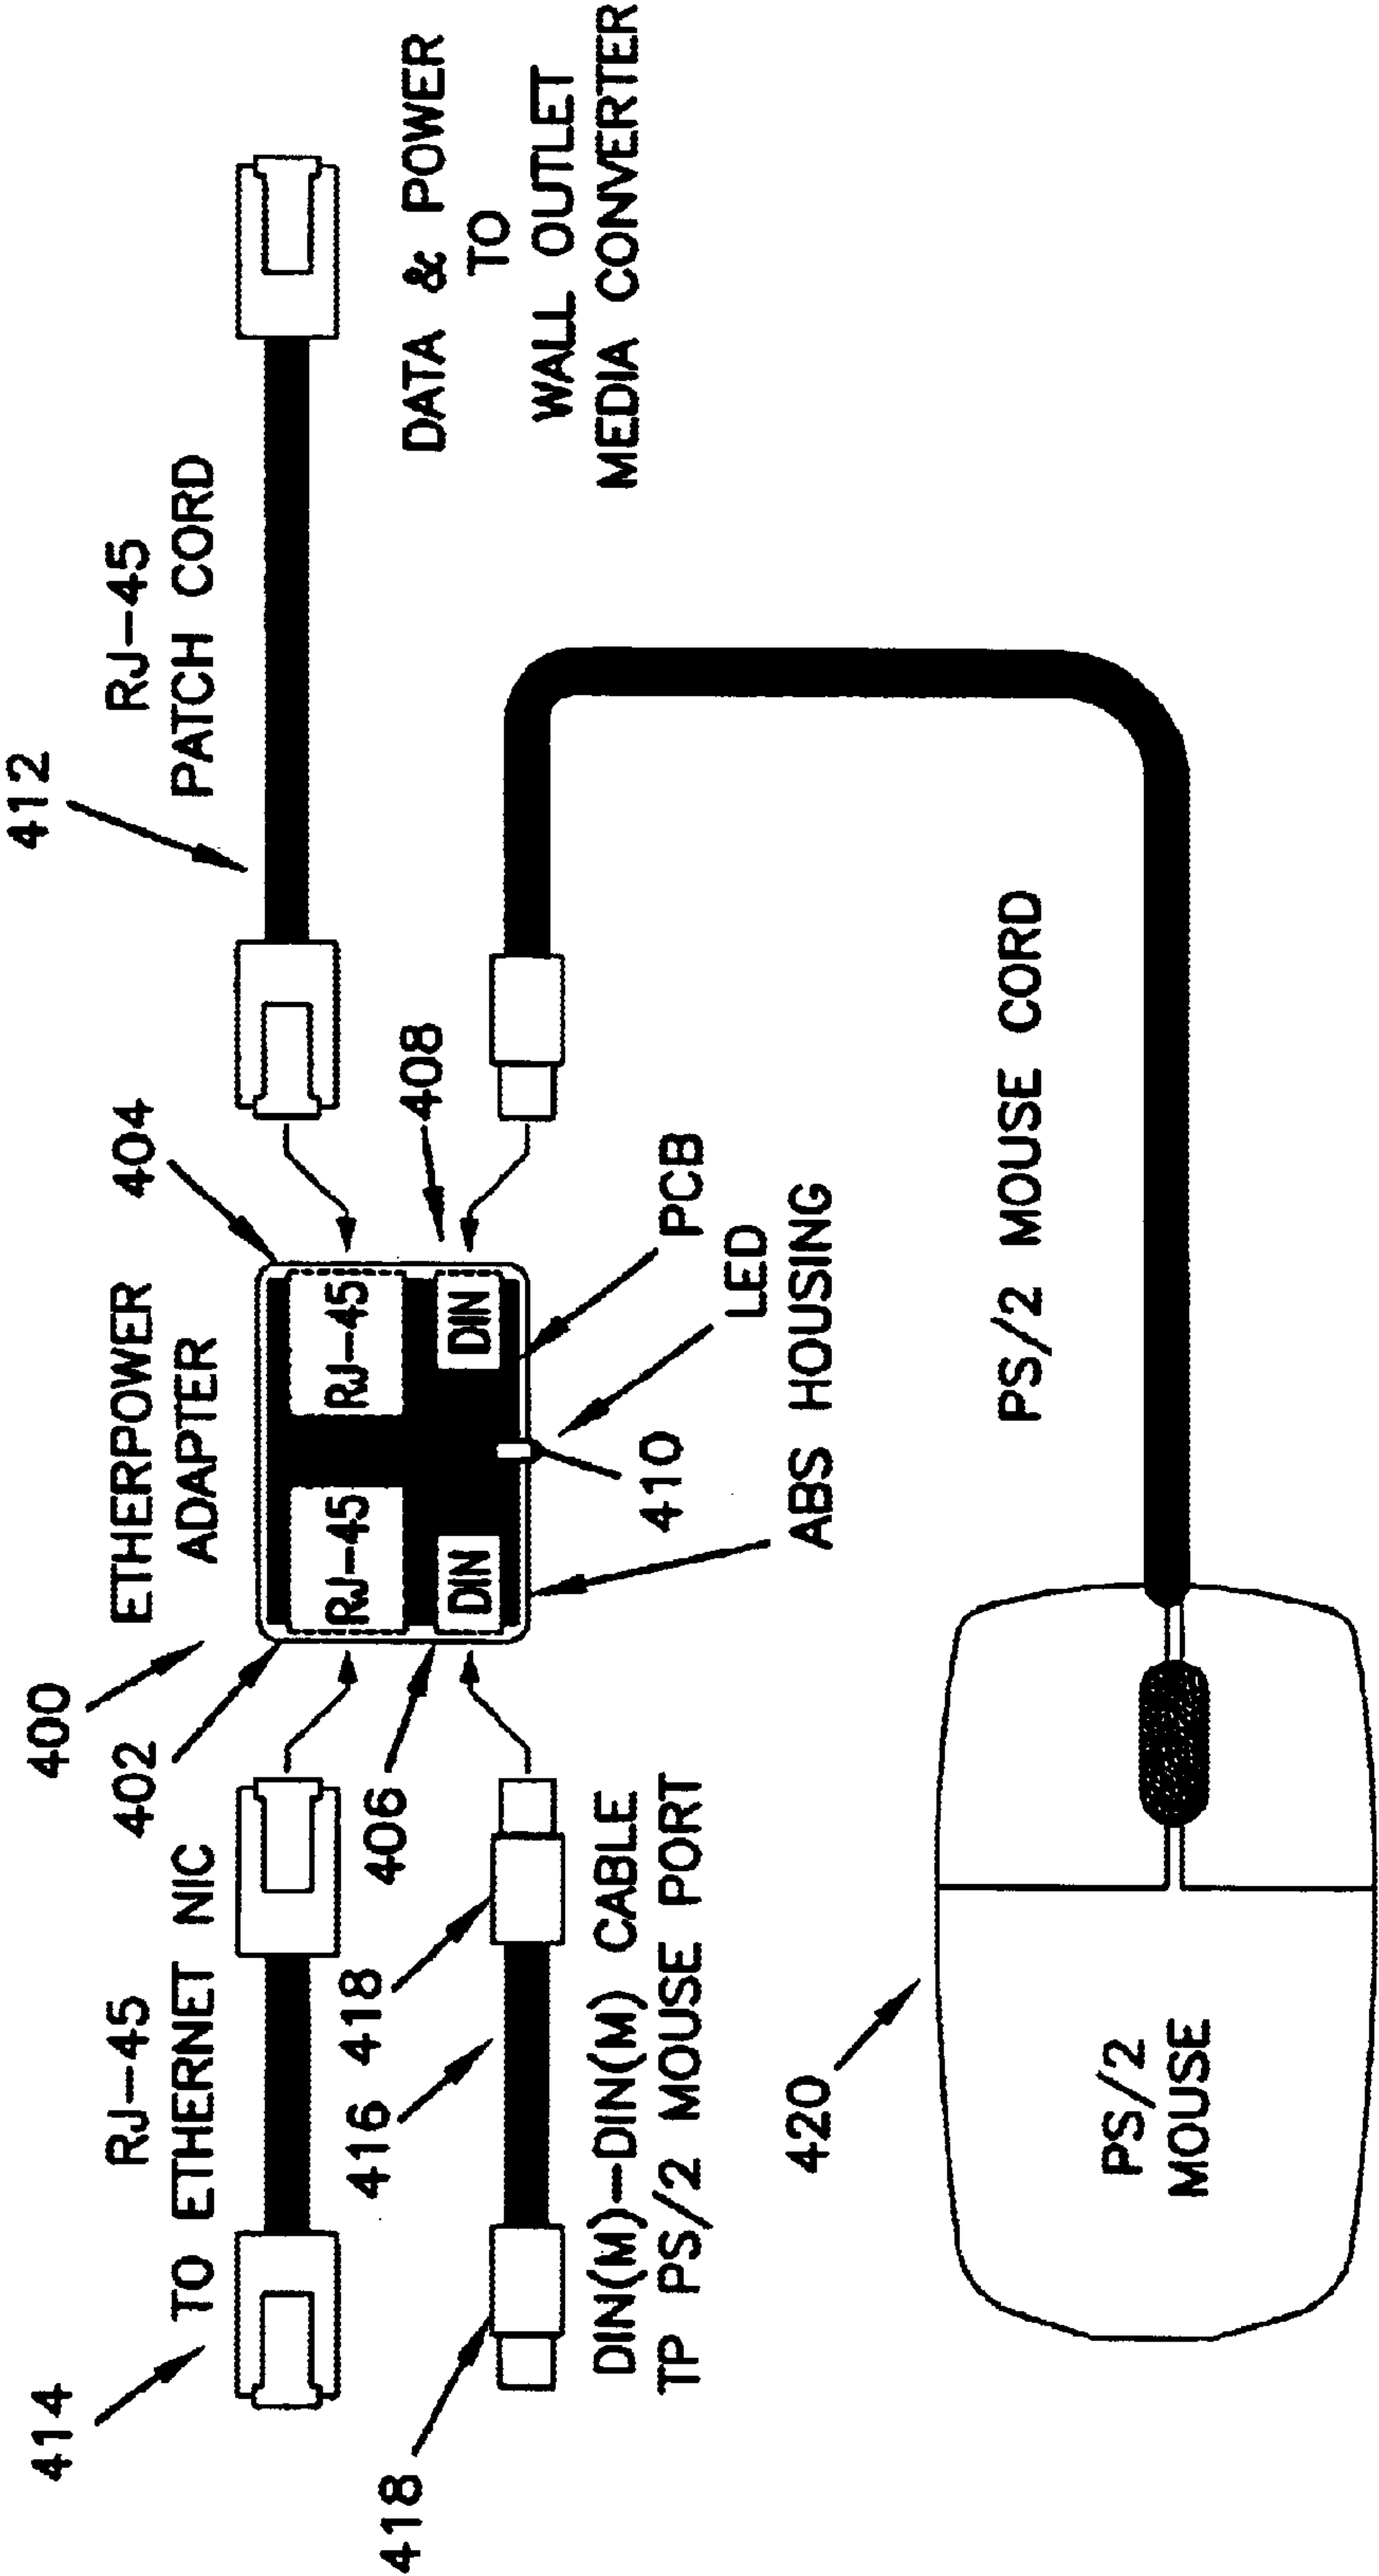 414
RJ-45
TO ETHERNET NIC
400
402
ETHERPOWER
ADAPTER
404
412
RJ-45
PATCH CORD
418
416
418
406
RJ-45
RJ-45
DIN
DIN
408
DATA & POWER
TO
WALL OUTLET
MEDIA CONVERTER
DIN(M)-DIN(M) CABLE
TP PS/2 MOUSE PORT
410
PCB
LED
ABS HOUSING
420
PS/2 MOUSE CORD
PS/2
MOUSE